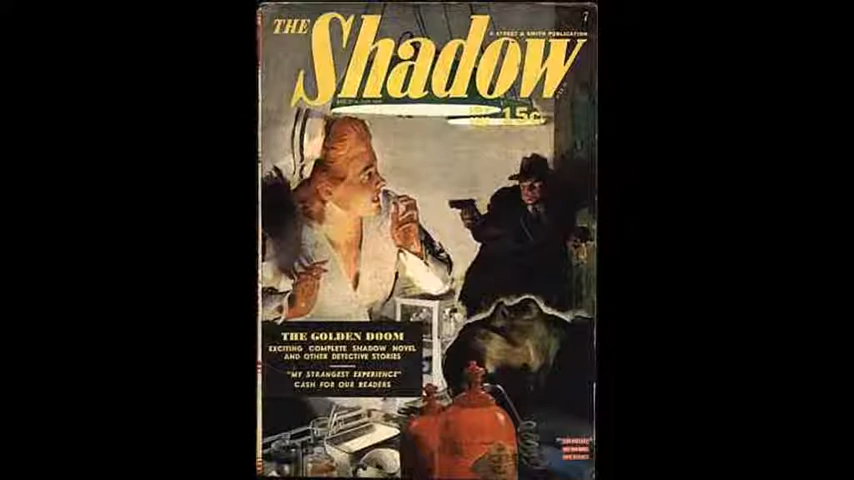 THE
Shadow
A STREET & SMITH PUBLICATION
15c
THE GOLDEN DOOM
EXCITING COMPLETE SHADOW NOVEL
AND OTHER DETECTIVE STORIES
"MY STRANGEST EXPERIENCE"
CASH FOR OUR READERS